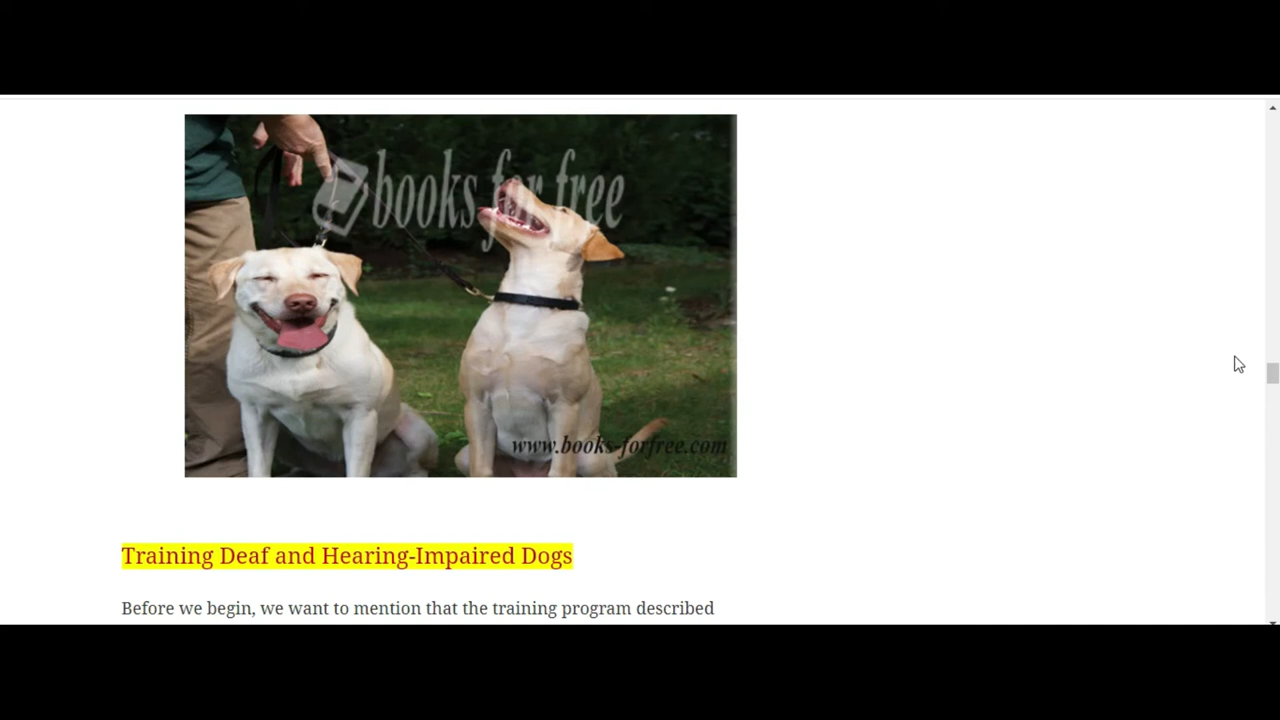 books for free
www.books-forfree.com
Training Deaf and Hearing-Impaired Dogs
Before we begin, we want to mention that the training program described